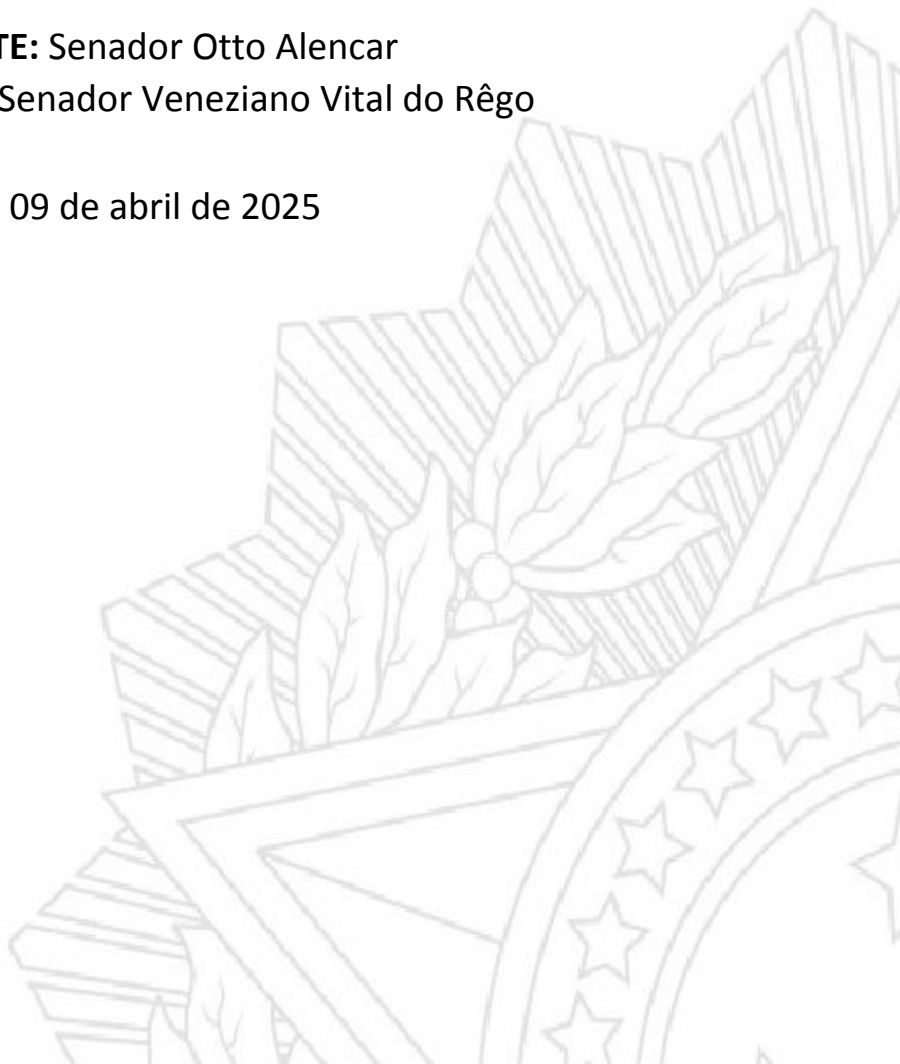 TE: Senador Otto Alencar
Senador Veneziano Vital do Rêgo
09 de abril de 2025